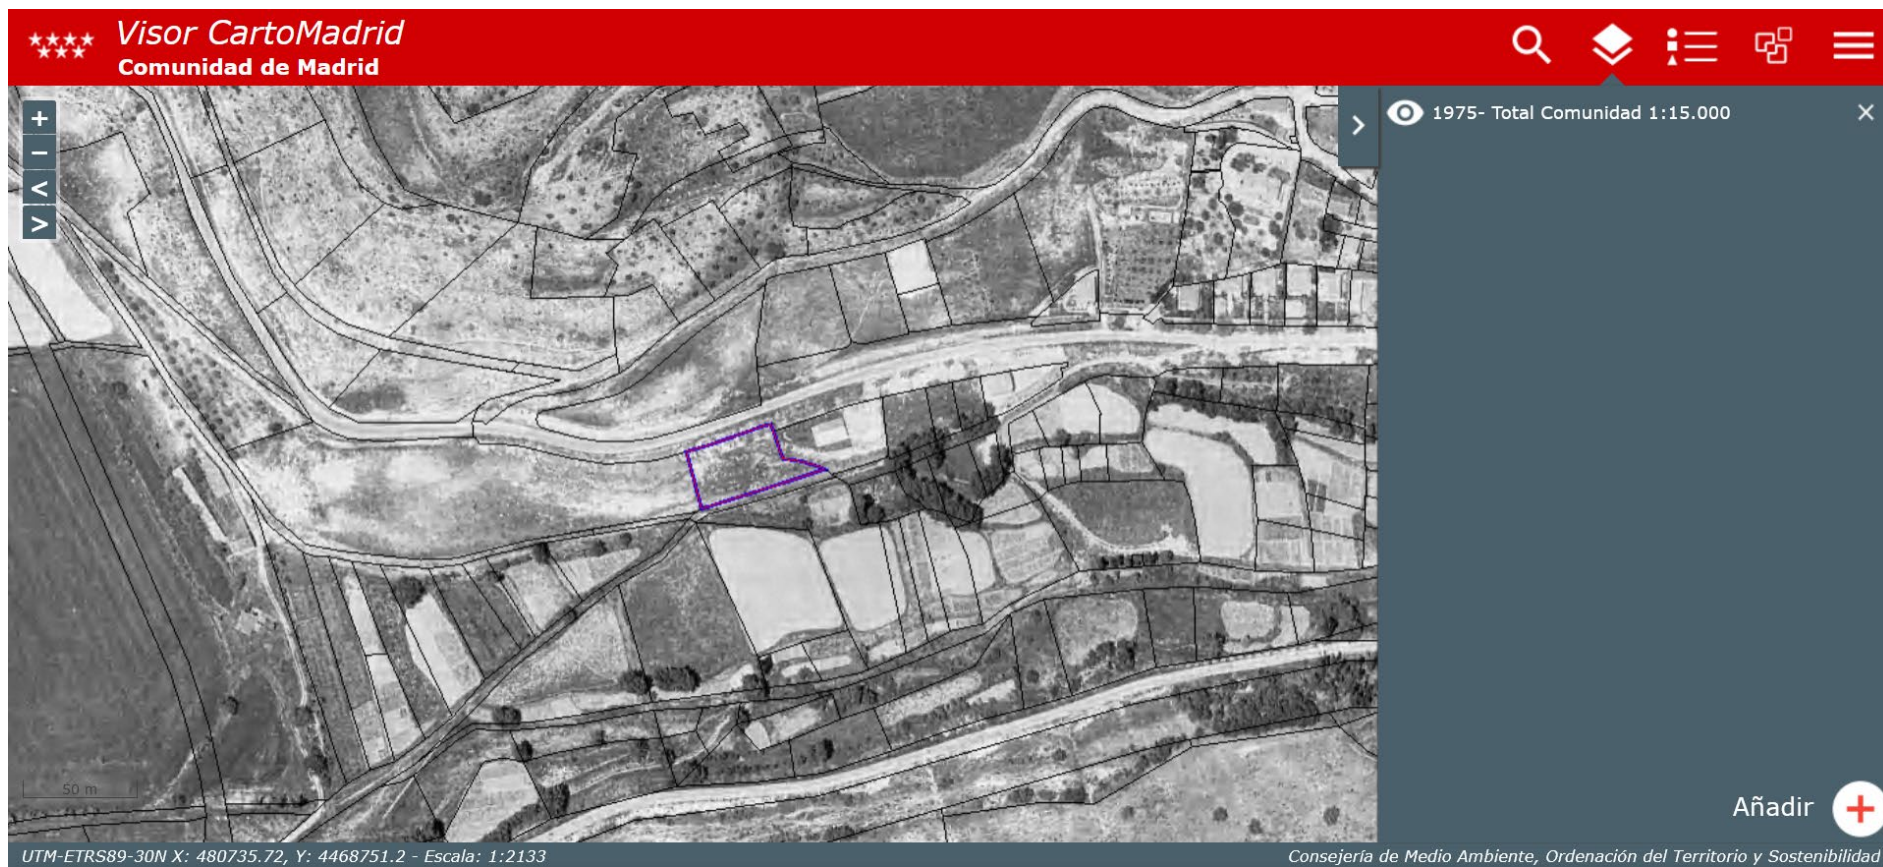 Visor CartoMadrid
Comunidad de Madrid
+
−
<
>
>
1975- Total Comunidad 1:15.000
×
50 m
Añadir
+
UTM-ETRS89-30N X: 480735.72, Y: 4468751.2 - Escala: 1:2133
Consejería de Medio Ambiente, Ordenación del Territorio y Sostenibilidad